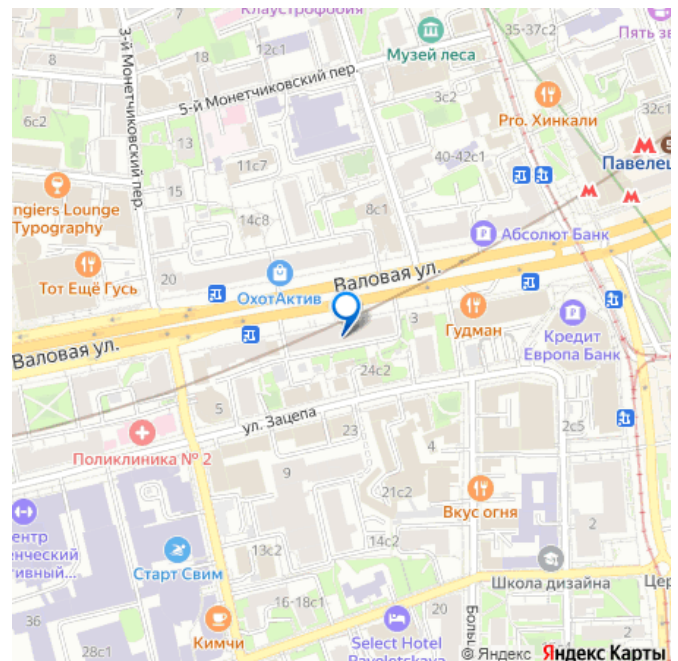 Клаустрофобия
35-37с2
Пять зв
18
12с1
Музей леса
8
3-й Монетчиковский пер.
5-й Монетчиковский пер.
3с2
Pro. Хинкали
32с1
6с2
13
11с7
40-42с1
Павелец
15
ngiers Lounge
Typography
14с8
8с1
Абсолют Банк
Тот Ещё Гусь
20
ОхотАктив
Валовая ул.
3
Гудман
Кредит
Европа Банк
Валовая ул.
24с2
5
ул. Зацепа
23
4
2с5
Поликлиника № 2
9
21с2
Вкус огня
ентр
енческий
тивный...
14с2
2
13с2
Старт Свим
Школа дизайна
Цер
16-18с1
20
36
Кимчи
Select Hotel
Paveletskaya
Больш
28с1
© Яндекс Яндекс Карты